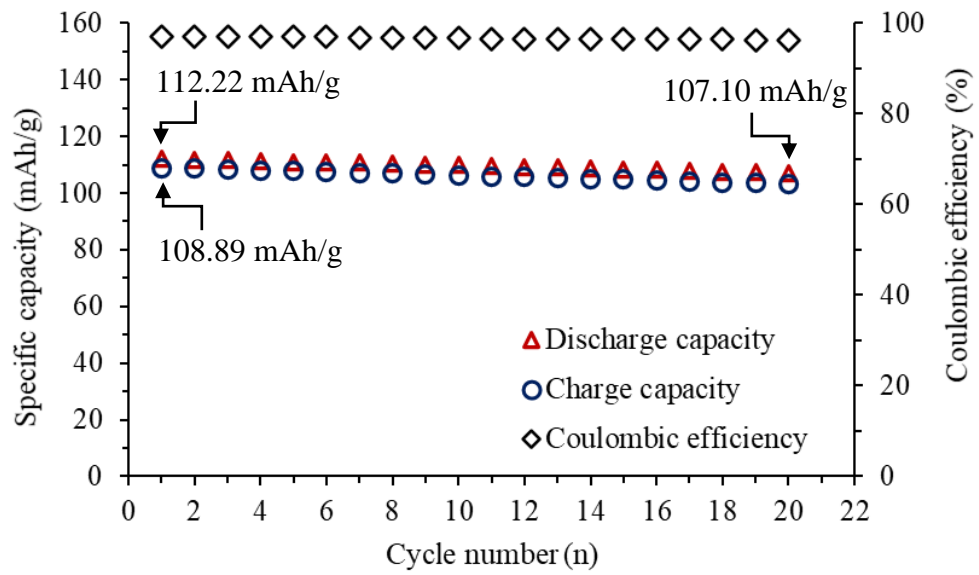 160
140
120
100
80
60
40
20
0
Specific capacity (mAh/g)
100
80
60
40
20
0
Coulombic efficiency (%)
112.22 mAh/g
107.10 mAh/g
108.89 mAh/g
Discharge capacity
Charge capacity
Coulombic efficiency
0 2 4 6 8 10 12 14 16 18 20 22
Cycle number (n)